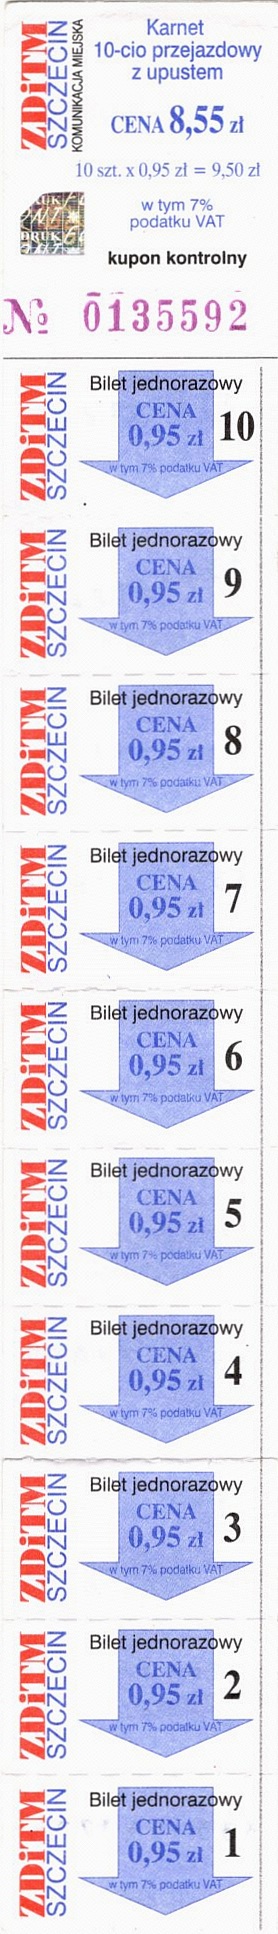 ZDiTM
SZCZECIN
KOMUNIKACJA MIEJSKA
Karnet
10-cio przejazdowy
z upustem
CENA 8,55 zł
10 szt. x 0,95 zł = 9,50 zł
w tym 7%
podatku VAT
kupon kontrolny
№ 0135592
ZDiTM
SZCZECIN
Bilet jednorazowy
CENA
0,95 zł
10
w tym 7% podatku VAT
ZDiTM
SZCZECIN
Bilet jednorazowy
CENA
0,95 zł
9
w tym 7% podatku VAT
ZDiTM
SZCZECIN
Bilet jednorazowy
CENA
0,95 zł
8
w tym 7% podatku VAT
ZDiTM
SZCZECIN
Bilet jednorazowy
CENA
0,95 zł
7
w tym 7% podatku VAT
ZDiTM
SZCZECIN
Bilet jednorazowy
CENA
0,95 zł
6
w tym 7% podatku VAT
ZDiTM
SZCZECIN
Bilet jednorazowy
CENA
0,95 zł
5
w tym 7% podatku VAT
ZDiTM
SZCZECIN
Bilet jednorazowy
CENA
0,95 zł
4
w tym 7% podatku VAT
ZDiTM
SZCZECIN
Bilet jednorazowy
CENA
0,95 zł
3
w tym 7% podatku VAT
ZDiTM
SZCZECIN
Bilet jednorazowy
CENA
0,95 zł
2
w tym 7% podatku VAT
ZDiTM
SZCZECIN
Bilet jednorazowy
CENA
0,95 zł
1
w tym 7% podatku VAT